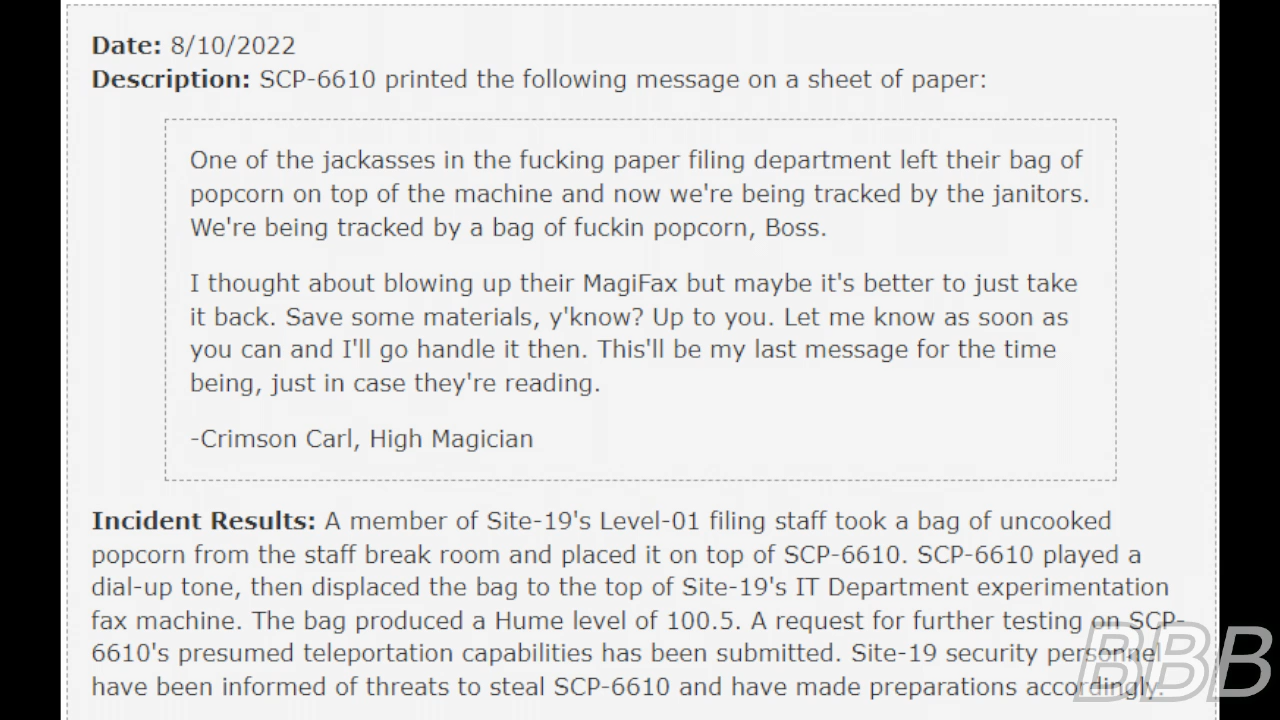 Date: 8/10/2022
Description: SCP-6610 printed the following message on a sheet of paper:
One of the jackasses in the fucking paper filing department left their bag of
popcorn on top of the machine and now we're being tracked by the janitors.
We're being tracked by a bag of fuckin popcorn, Boss.
I thought about blowing up their MagiFax but maybe it's better to just take
it back. Save some materials, y'know? Up to you. Let me know as soon as
you can and I'll go handle it then. This'll be my last message for the time
being, just in case they're reading.
-Crimson Carl, High Magician
Incident Results: A member of Site-19's Level-01 filing staff took a bag of uncooked
popcorn from the staff break room and placed it on top of SCP-6610. SCP-6610 played a
dial-up tone, then displaced the bag to the top of Site-19's IT Department experimentation
fax machine. The bag produced a Hume level of 100.5. A request for further testing on SCP-
6610's presumed teleportation capabilities has been submitted. Site-19 security personnel
have been informed of threats to steal SCP-6610 and have made preparations accordingly.
BBB